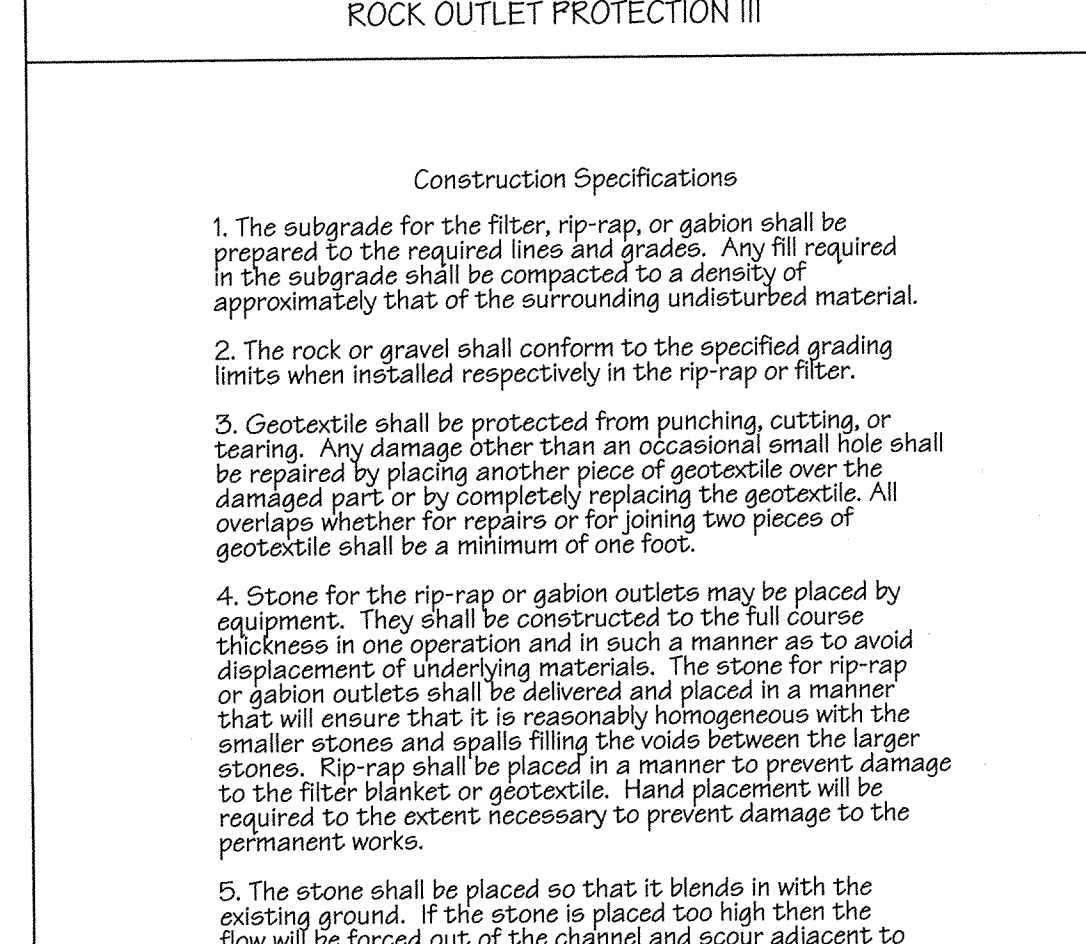 ROCK OUTLET PROTECTION III
Construction Specifications
1. The subgrade for the filter, rip-rap, or gabion shall be
prepared to the required lines and grades. Any fill required
in the subgrade shall be compacted to a density of
approximately that of the surrounding undisturbed material.
2. The rock or gravel shall conform to the specified grading
limits when installed respectively in the rip-rap or filter.
3. Geotextile shall be protected from punching, cutting, or
tearing. Any damage other than an occasional small hole shall
be repaired by placing another piece of geotextile over the
damaged part or by completely replacing the geotextile. All
overlaps whether for repairs or for joining two pieces of
geotextile shall be a minimum of one foot.
4. Stone for the rip-rap or gabion outlets may be placed by
equipment. They shall be constructed to the full course
thickness in one operation and in such a manner as to avoid
displacement of underlying materials. The stone for rip-rap
or gabion outlets shall be delivered and placed in a manner
that will ensure that it is reasonably homogeneous with the
smaller stones and spalls filling the voids between the larger
stones. Rip-rap shall be placed in a manner to prevent damage
to the filter blanket or geotextile. Hand placement will be
required to the extent necessary to prevent damage to the
permanent works.
5. The stone shall be placed so that it blends in with the
existing ground. If the stone is placed too high then the
flow will be forced out of the channel and scour adjacent to